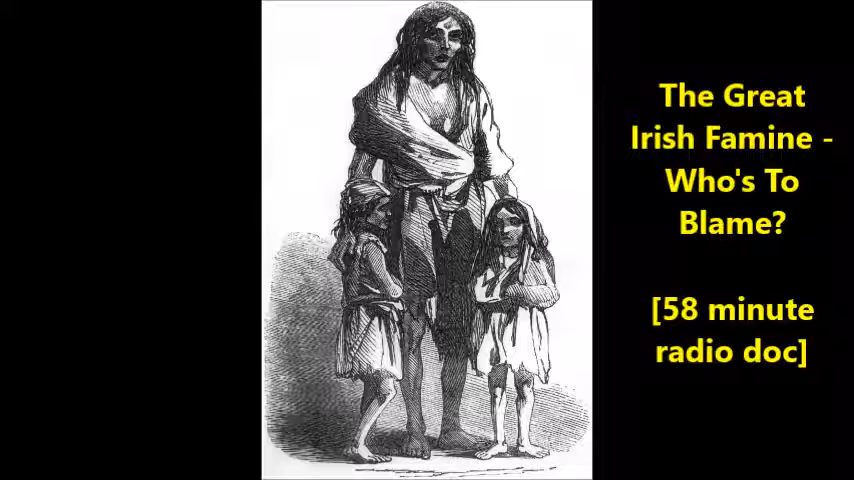 The Great
Irish Famine -
Who's To
Blame?
[58 minute
radio doc]